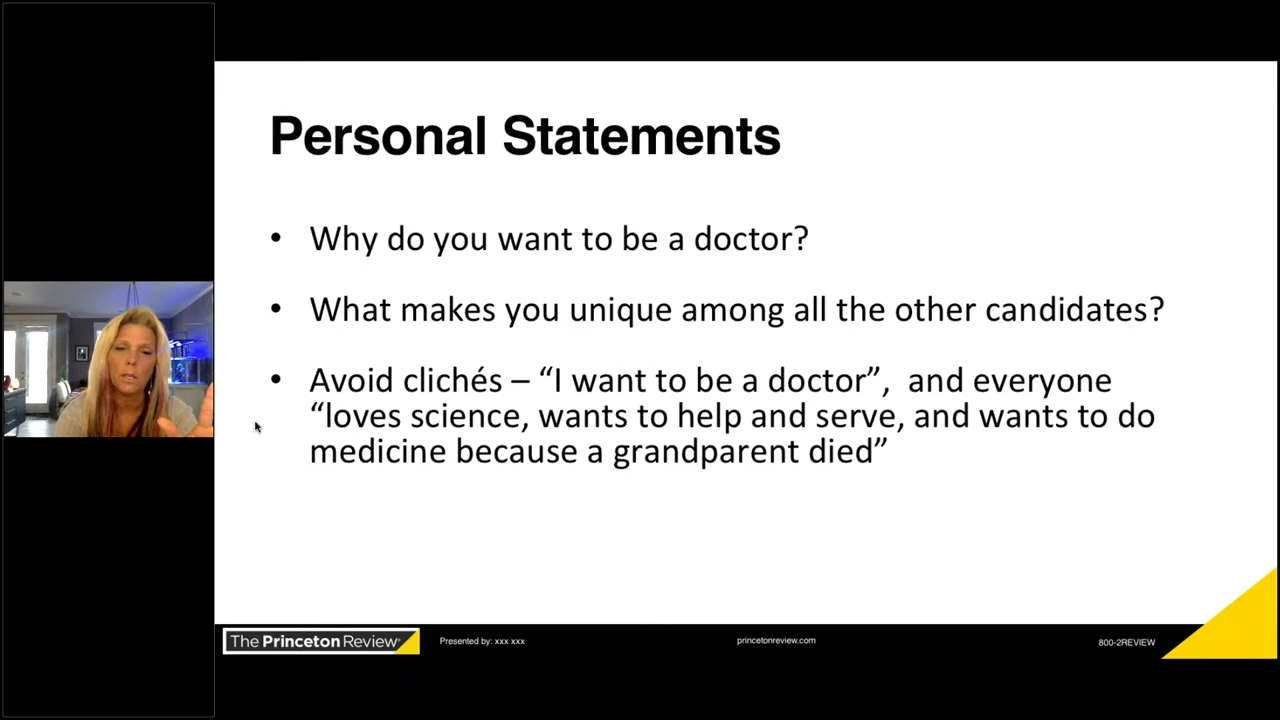 Personal Statements
• Why do you want to be a doctor?
• What makes you unique among all the other candidates?
• Avoid clichés – “I want to be a doctor”,  and everyone
“loves science, wants to help and serve, and wants to do
medicine because a grandparent died”
The Princeton Review®
Presented by: xxx xxx
princetonreview.com
800-2REVIEW